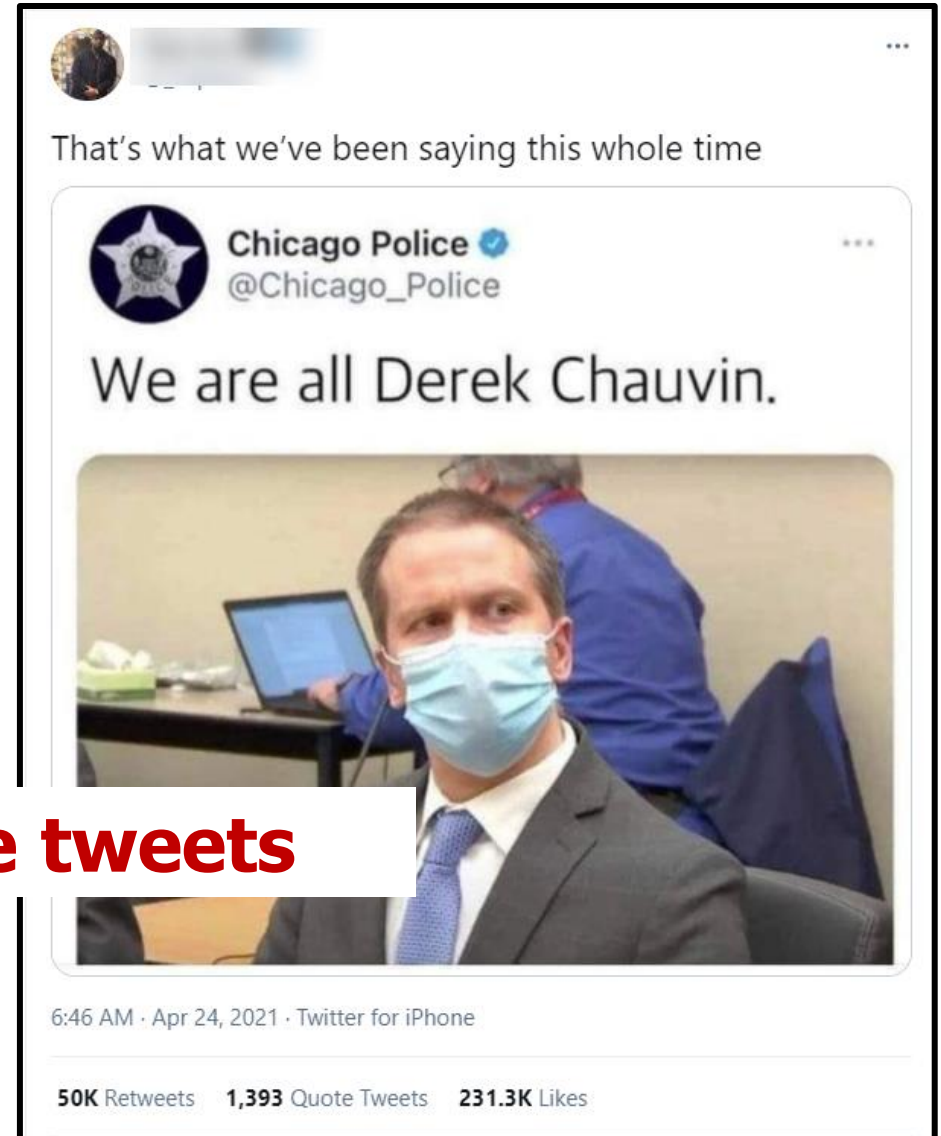 That's what we've been saying this whole time
Chicago Police
@Chicago_Police
We are all Derek Chauvin.
tweets
6:46 AM · Apr 24, 2021 · Twitter for iPhone
50K Retweets 1,393 Quote Tweets 231.3K Likes